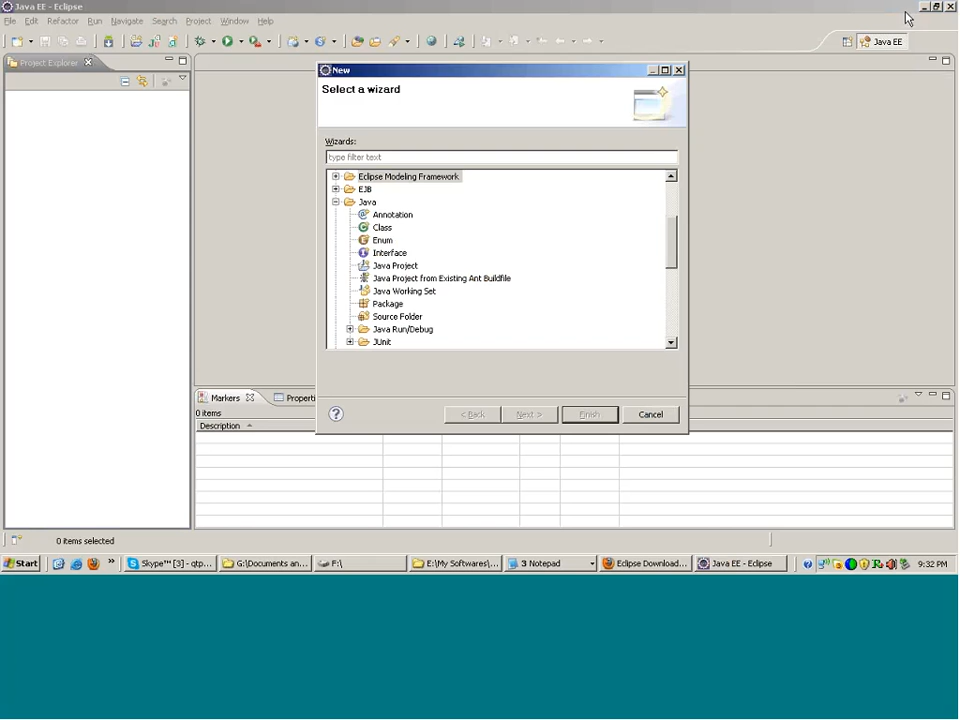 Java EE - Eclipse
File Edit Refactor Run Navigate Search Project Window Help
Java EE
Project Explorer
New
Select a wizard
Wizards:
type filter text
Eclipse Modeling Framework
EJB
Java
Annotation
Class
Enum
Interface
Java Project
Java Project from Existing Ant Buildfile
Java Working Set
Package
Source Folder
Java Run/Debug
JUnit
Markers Properti
0 items
Description
? < Back Next > Finish Cancel
0 items selected
Start » Skype™ [3] - qtp... G:\Documents an... F:\ E:\My Softwares\... 3 Notepad Eclipse Download... Java EE - Eclipse 9:32 PM